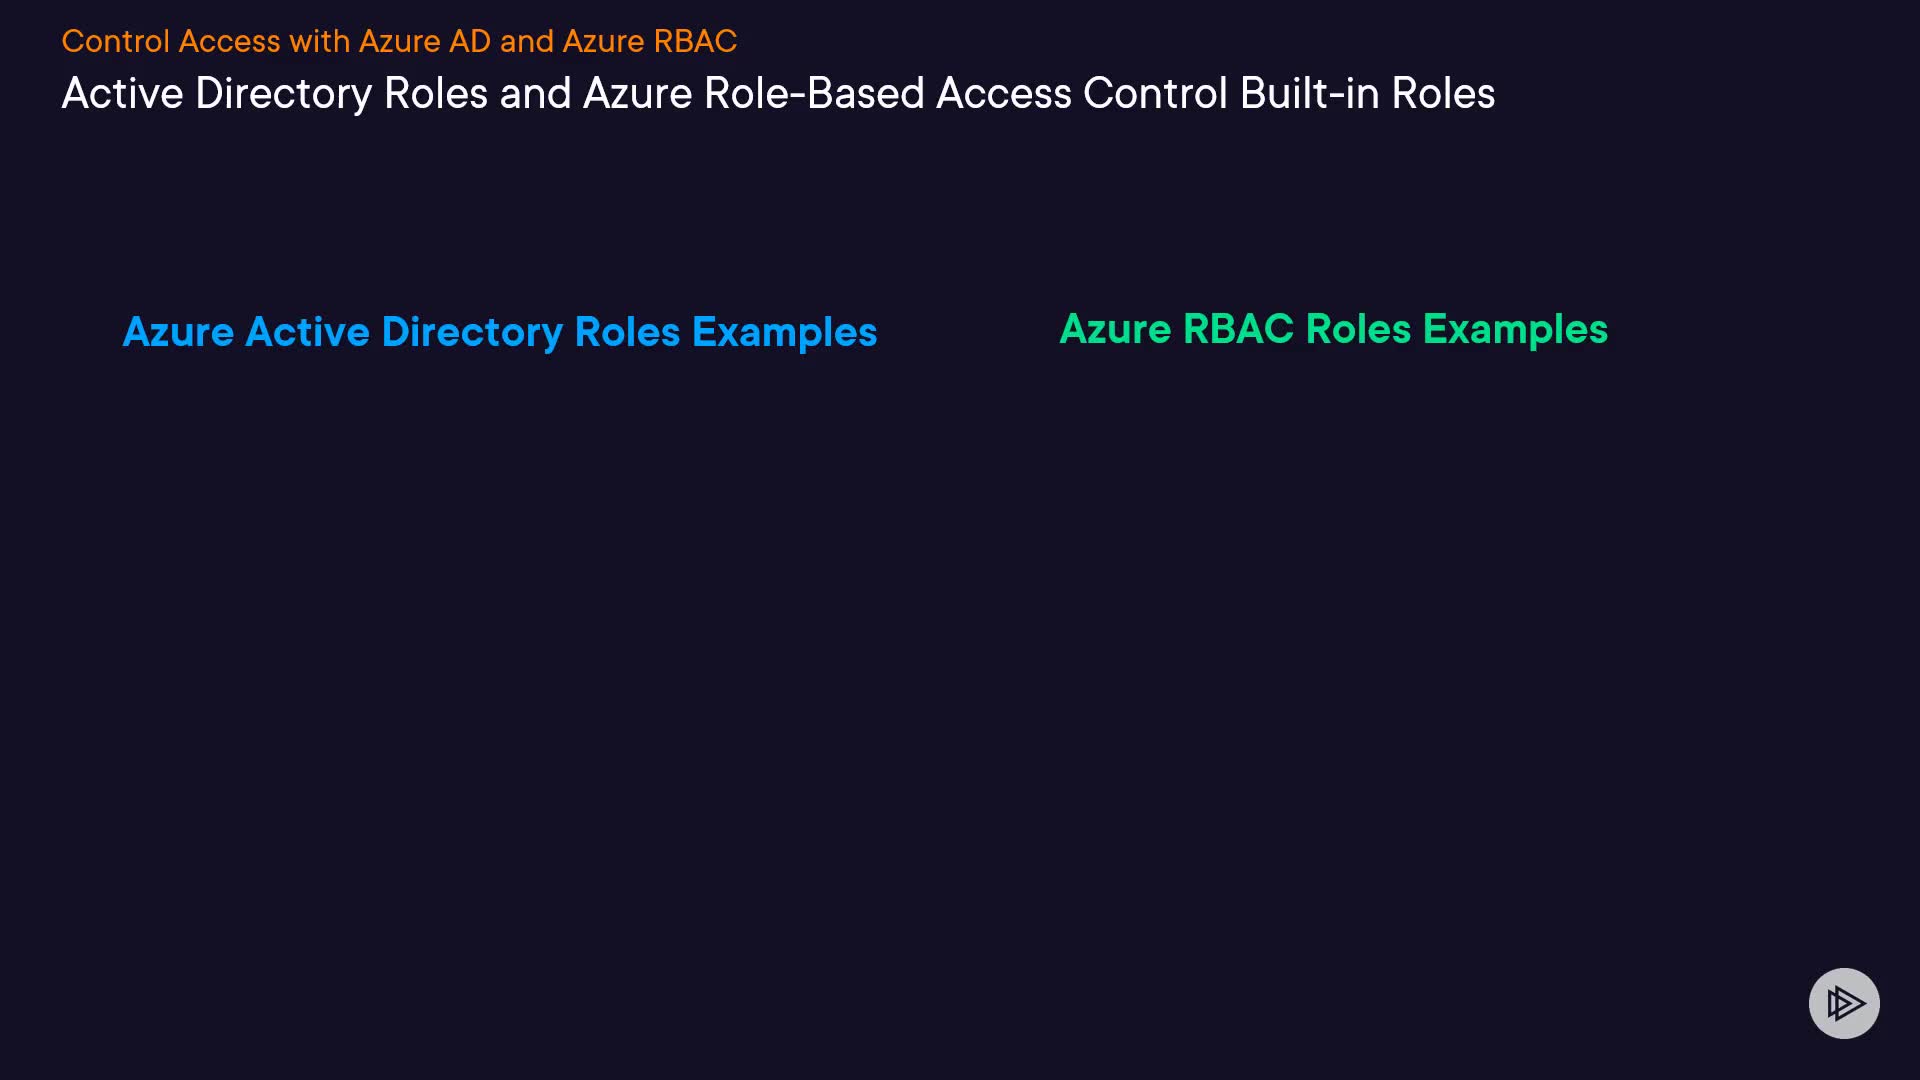 Control Access with Azure AD and Azure RBAC
Active Directory Roles and Azure Role-Based Access Control Built-in Roles
Azure Active Directory Roles Examples
Azure RBAC Roles Examples